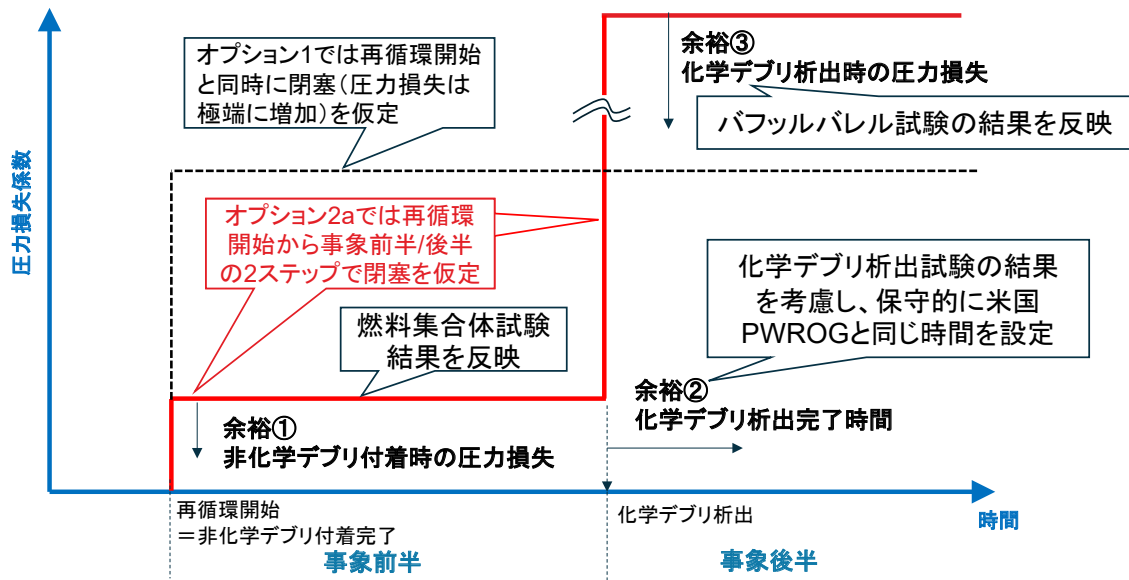 オプション1では再循環開始
と同時に閉塞(圧力損失は
極端に増加)を仮定
余裕③
化学デブリ析出時の圧力損失
バッフルバレル試験の結果を反映
圧力損失係数
オプション2aでは再循環
開始から事象前半/後半
の2ステップで閉塞を仮定
化学デブリ析出試験の結果
を考慮し、保守的に米国
PWROGと同じ時間を設定
燃料集合体試験
結果を反映
余裕②
化学デブリ析出完了時間
余裕①
非化学デブリ付着時の圧力損失
再循環開始
＝非化学デブリ付着完了
化学デブリ析出
時間
事象前半
事象後半